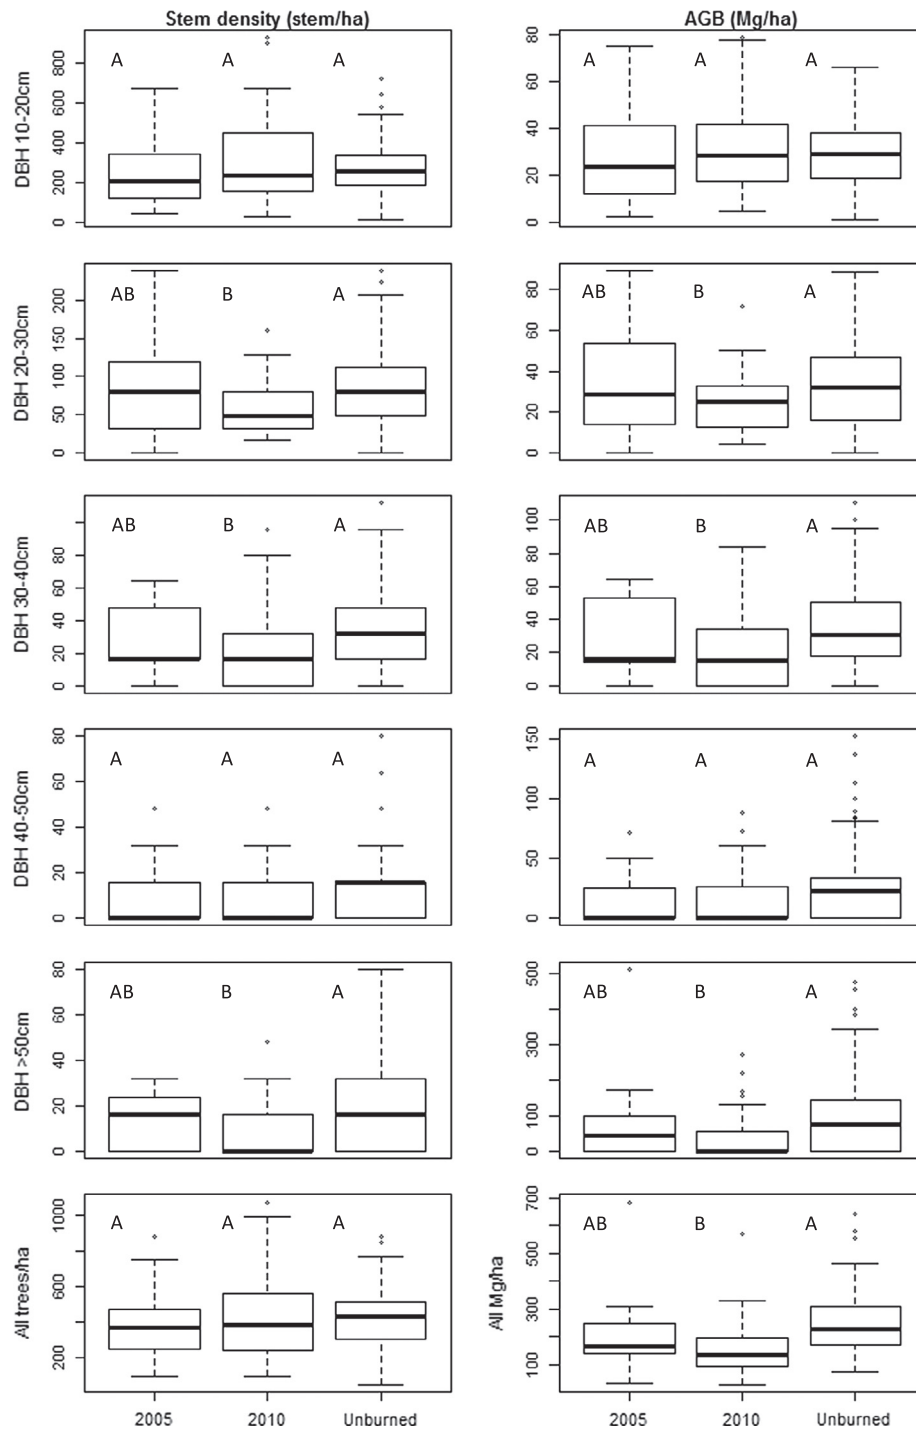 Stem density (stem/ha) AGB (Mg/ha)
DBH 10-20cm
0 200 400 600 800
A A A
0 20 40 60 80
A A A
DBH 20-30cm
0 50 100 150 200
AB B A
0 20 40 60 80
AB B A
DBH 30-40cm
0 20 40 60 80
AB B A
0 20 40 60 80 100
AB B A
DBH 40-50cm
0 20 40 60 80
A A A
0 50 100 150
A A A
DBH >50cm
0 20 40 60 80
AB B A
0 100 300 500
AB B A
All trees/ha
200 600 1000
A A A
All Mg/ha
100 300 500 700
AB B A
2005 2010 Unburned 2005 2010 Unburned